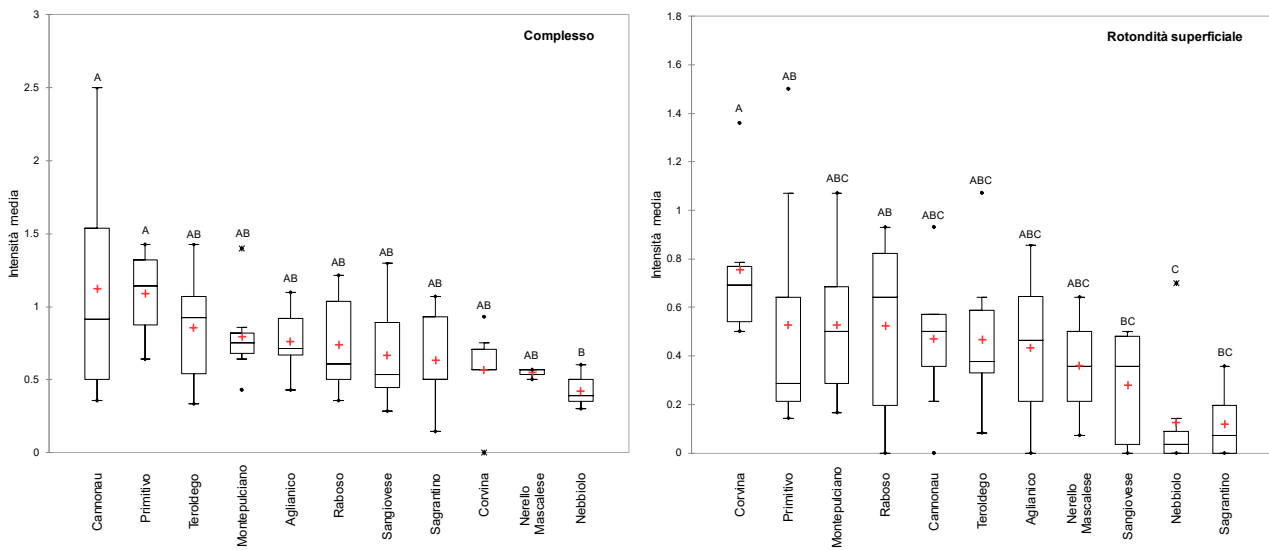 Complesso
Intensità media
3
2.5
2
1.5
1
0.5
0
A
A
AB
AB
AB
AB
AB
AB
AB
AB
B
Cannonau
Primitivo
Teroldego
Montepulciano
Aglianico
Raboso
Sangiovese
Sagrantino
Corvina
Nerello
Mascalese
Nebbiolo
Rotondità superficiale
Intensità media
1.8
1.6
1.4
1.2
1
0.8
0.6
0.4
0.2
0
A
AB
ABC
AB
ABC
ABC
ABC
ABC
BC
C
BC
Corvina
Primitivo
Montepulciano
Raboso
Cannonau
Teroldego
Aglianico
Nerello
Mascalese
Sangiovese
Nebbiolo
Sagrantino